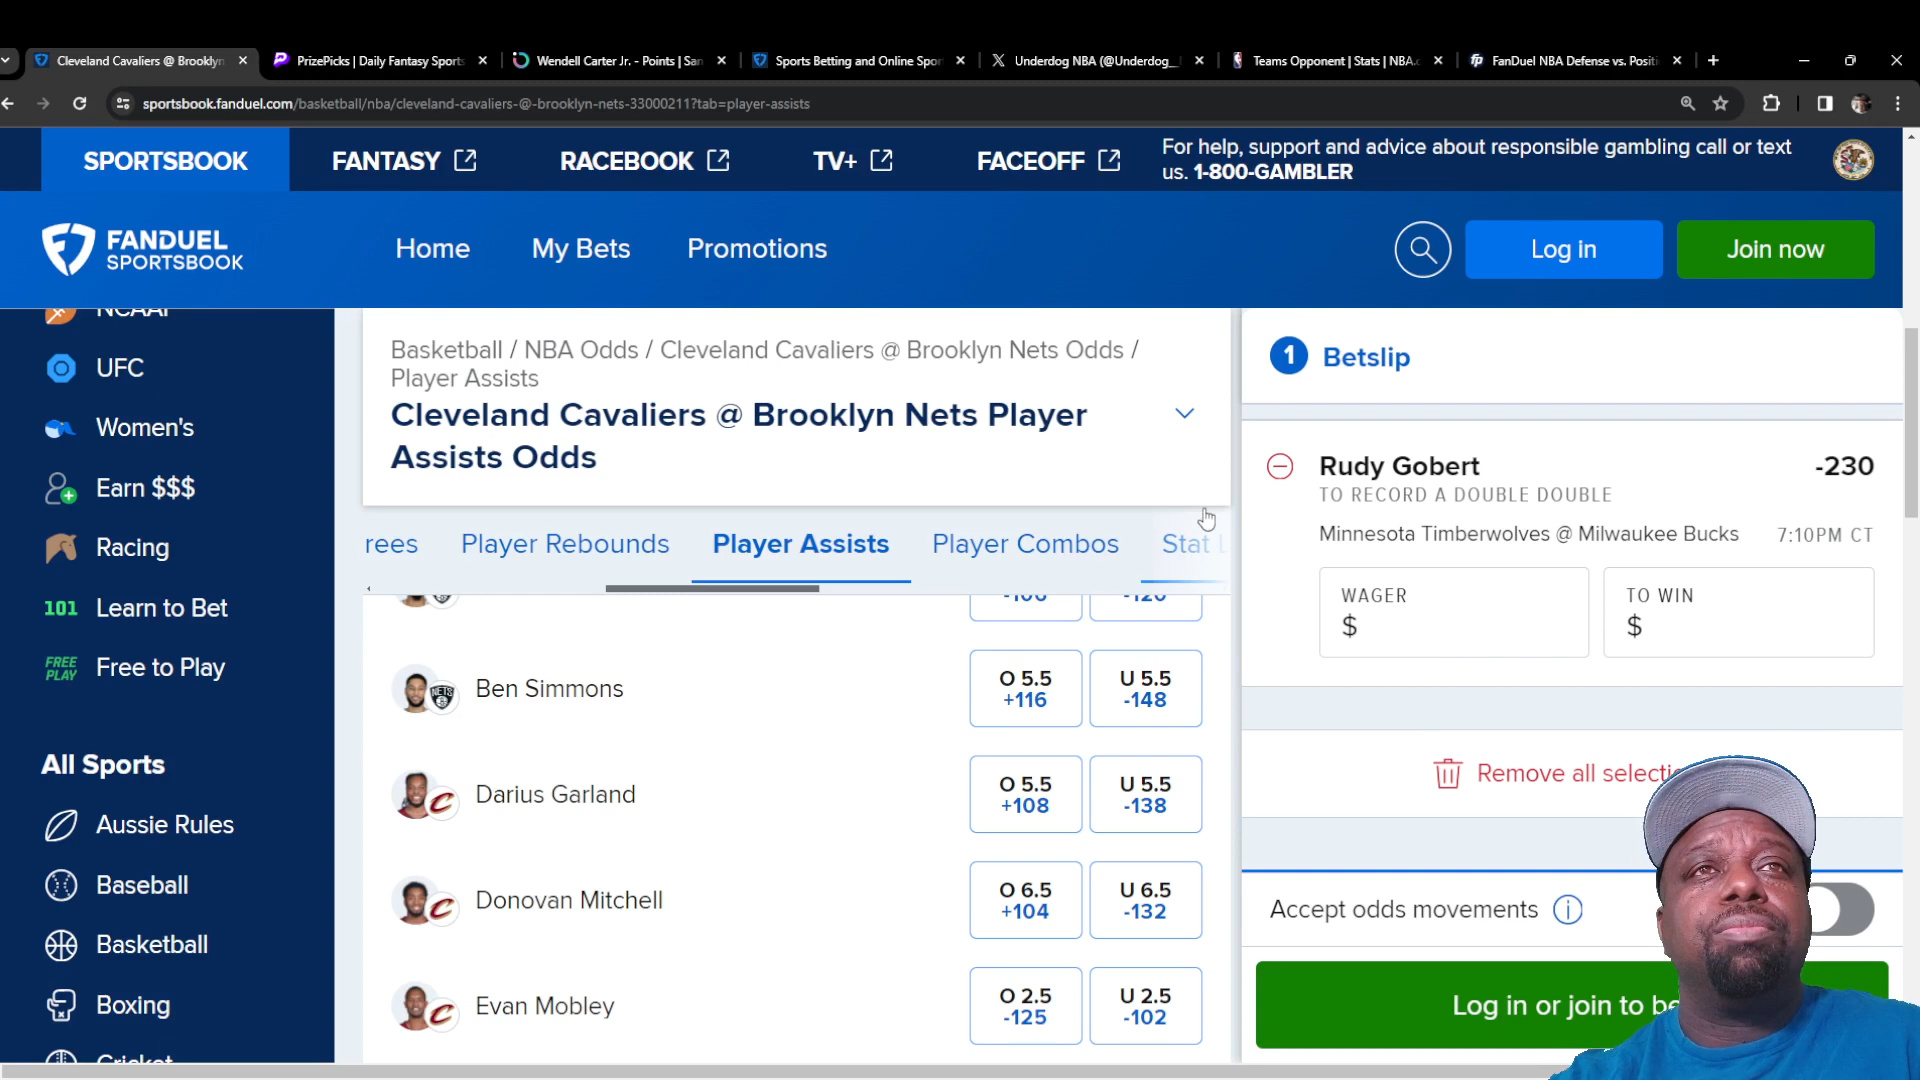 Cleveland Cavaliers @ Brooklyn
PrizePicks | Daily Fantasy Sports
Wendell Carter Jr. - Points | San
Sports Betting and Online Spor
Underdog NBA (@Underdog__
Teams Opponent | Stats | NBA.c
FanDuel NBA Defense vs. Positi
sportsbook.fanduel.com/basketball/nba/cleveland-cavaliers-@-brooklyn-nets-33000211?tab=player-assists
SPORTSBOOK
FANTASY
RACEBOOK
TV+
FACEOFF
For help, support and advice about responsible gambling call or text
us. 1-800-GAMBLER
FANDUEL
SPORTSBOOK
Home
My Bets
Promotions
Log in
Join now
NCAAF
UFC
Women's
Earn $$$
Racing
101 Learn to Bet
FREE
PLAY
Free to Play
All Sports
Aussie Rules
Baseball
Basketball
Boxing
Cricket
Basketball / NBA Odds / Cleveland Cavaliers @ Brooklyn Nets Odds /
Player Assists
Cleveland Cavaliers @ Brooklyn Nets Player
Assists Odds
rees
Player Rebounds
Player Assists
Player Combos
Stat L
-106
-120
Ben Simmons
O 5.5
+116
U 5.5
-148
Darius Garland
O 5.5
+108
U 5.5
-138
Donovan Mitchell
O 6.5
+104
U 6.5
-132
Evan Mobley
O 2.5
-125
U 2.5
-102
1 Betslip
Rudy Gobert
-230
TO RECORD A DOUBLE DOUBLE
Minnesota Timberwolves @ Milwaukee Bucks
7:10PM CT
WAGER
$
TO WIN
$
Remove all selecti
Accept odds movements
Log in or join to be